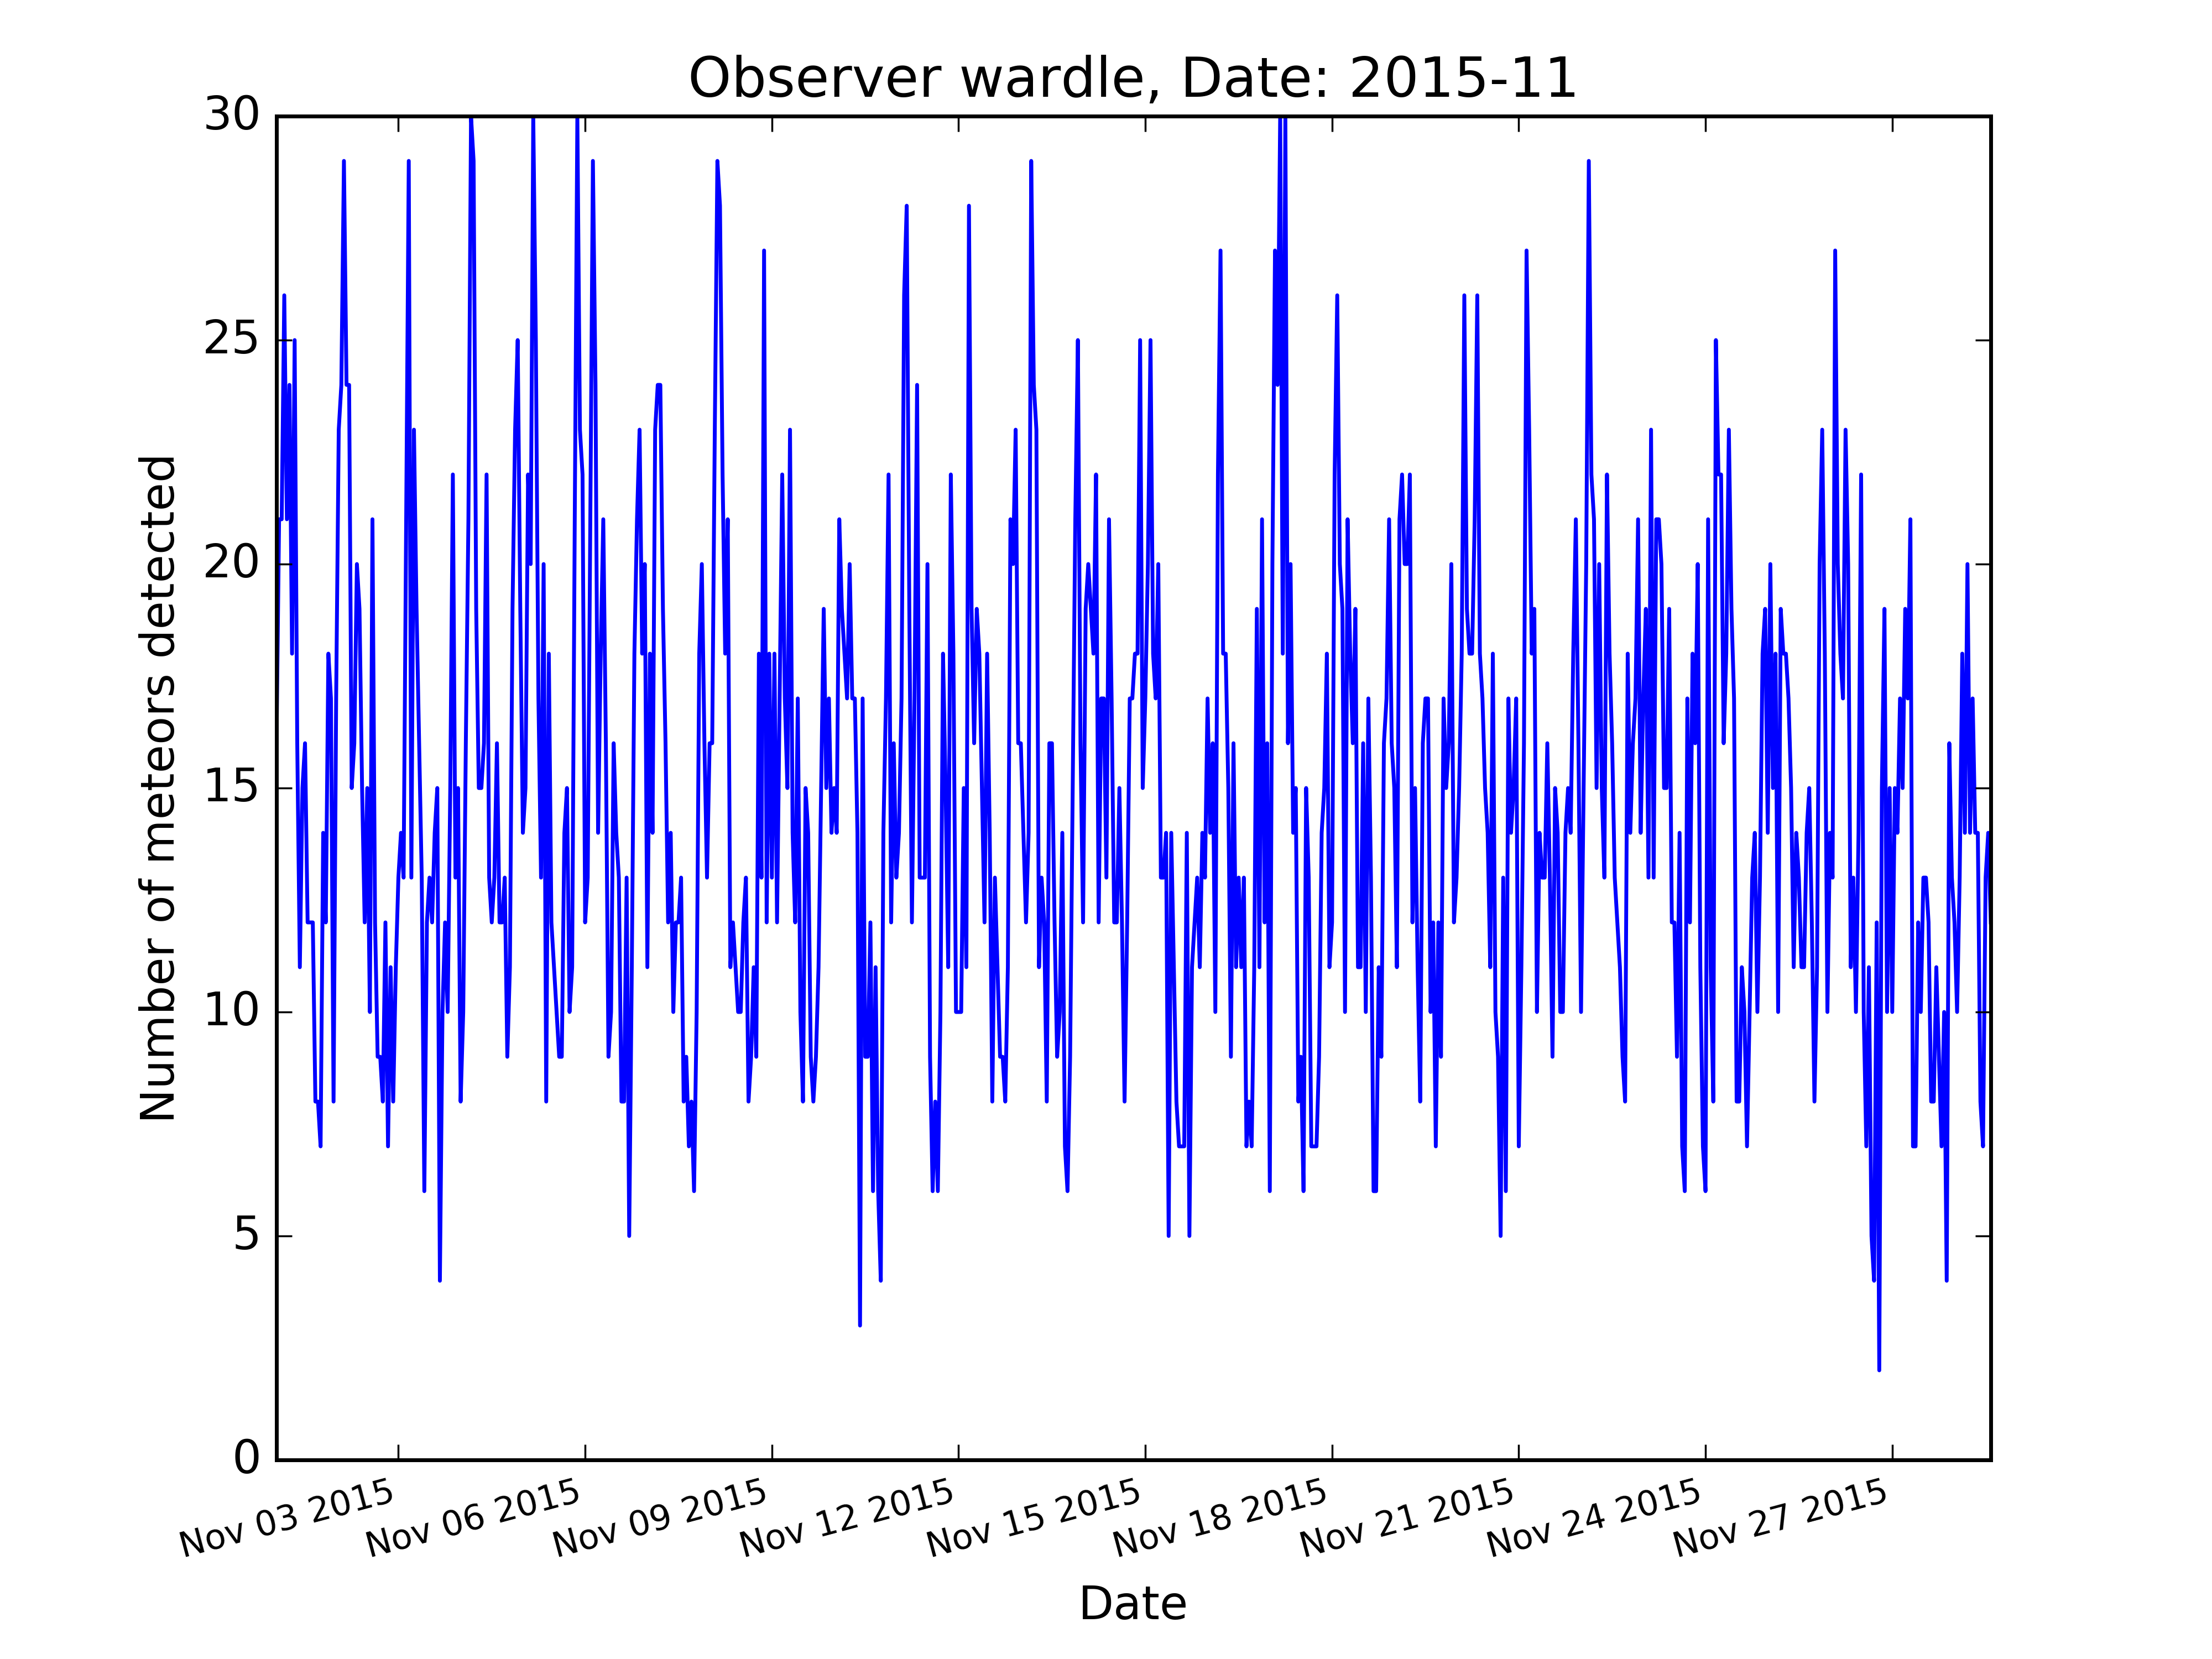 Observer wardle, Date: 2015-11
30
25
20
15
10
5
0
Number of meteors detected
Nov 03 2015
Nov 06 2015
Nov 09 2015
Nov 12 2015
Nov 15 2015
Nov 18 2015
Nov 21 2015
Nov 24 2015
Nov 27 2015
Date